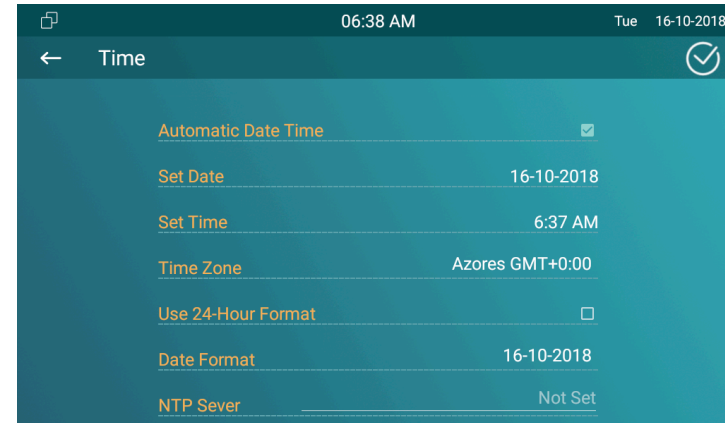 06:38 AM Tue 16-10-2018
Time
Automatic Date Time
Set Date 16-10-2018
Set Time 6:37 AM
Time Zone Azores GMT+0:00
Use 24-Hour Format
Date Format 16-10-2018
NTP Sever Not Set